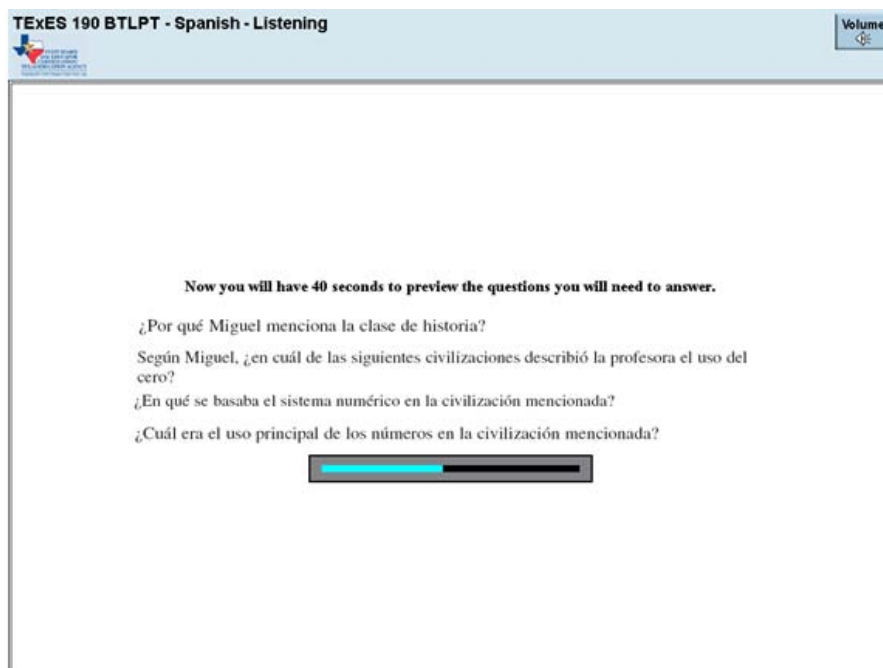 TExES 190 BTLPT - Spanish - Listening
Volume
Now you will have 40 seconds to preview the questions you will need to answer.
¿Por qué Miguel menciona la clase de historia?
Según Miguel, ¿en cuál de las siguientes civilizaciones describió la profesora el uso del
cero?
¿En qué se basaba el sistema numérico en la civilización mencionada?
¿Cuál era el uso principal de los números en la civilización mencionada?